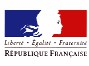 Liberté • Égalité • Fraternité
RÉPUBLIQUE FRANÇAISE